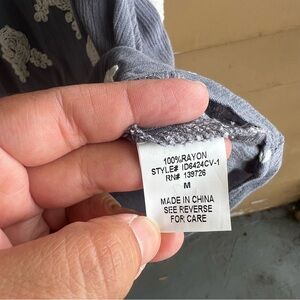 100%RAYON
STYLE# ID6424CV-1
RN# 139726
M
MADE IN CHINA
SEE REVERSE
FOR CARE